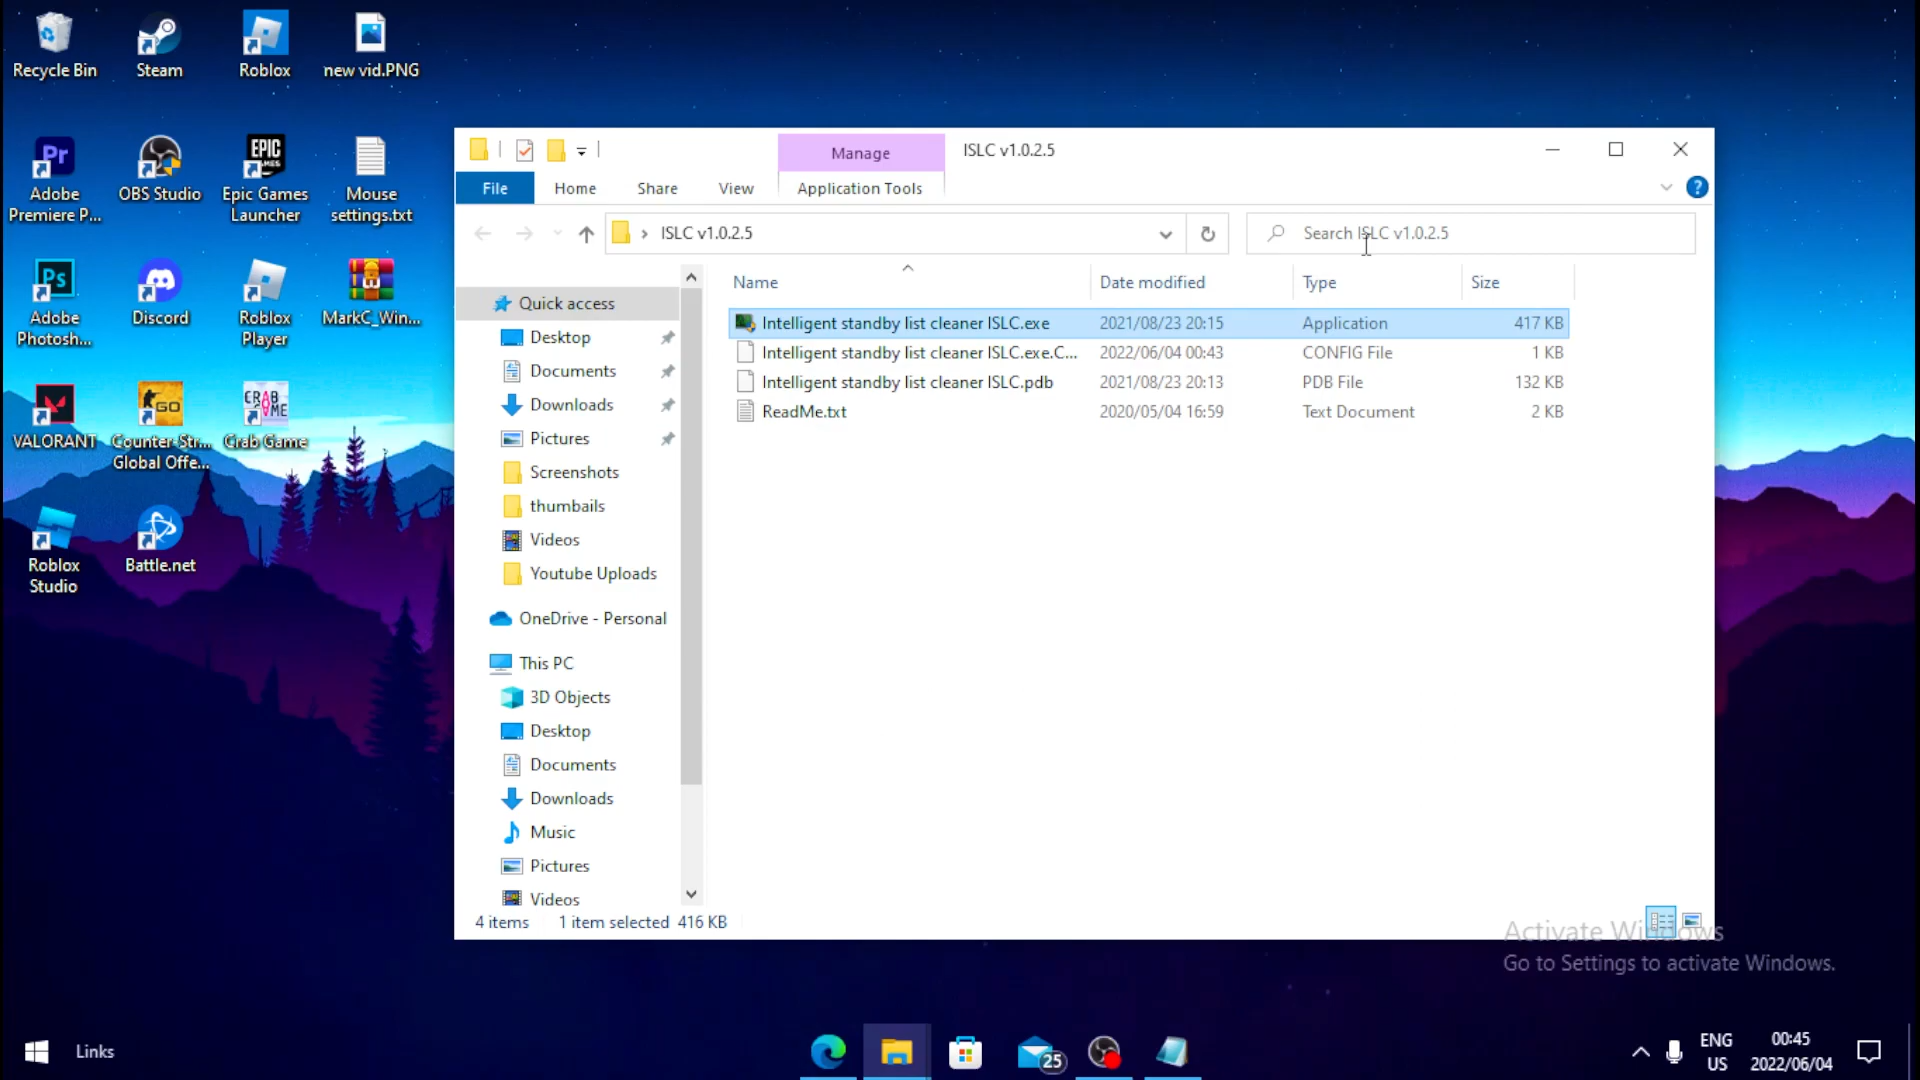 Recycle Bin
Steam
Roblox
new vid.PNG
Adobe
Premiere P...
OBS Studio
Epic Games
Launcher
Mouse
settings.txt
Adobe
Photosh...
Discord
Roblox
Player
MarkC_Win...
VALORANT
Counter-Str...
Global Offe...
Crab Game
Roblox
Studio
Battle.net
Manage
ISLC v1.0.2.5
File
Home
Share
View
Application Tools
ISLC v1.0.2.5
Search ISLC v1.0.2.5
Name
Date modified
Type
Size
Intelligent standby list cleaner ISLC.exe 2021/08/23 20:15 Application 417 KB
Intelligent standby list cleaner ISLC.exe.C... 2022/06/04 00:43 CONFIG File 1 KB
Intelligent standby list cleaner ISLC.pdb 2021/08/23 20:13 PDB File 132 KB
ReadMe.txt 2020/05/04 16:59 Text Document 2 KB
Quick access
Desktop
Documents
Downloads
Pictures
Screenshots
thumbails
Videos
Youtube Uploads
OneDrive - Personal
This PC
3D Objects
Desktop
Documents
Downloads
Music
Pictures
Videos
4 items 1 item selected 416 KB
Activate Windows
Go to Settings to activate Windows.
Links
25
ENG
US
00:45
2022/06/04